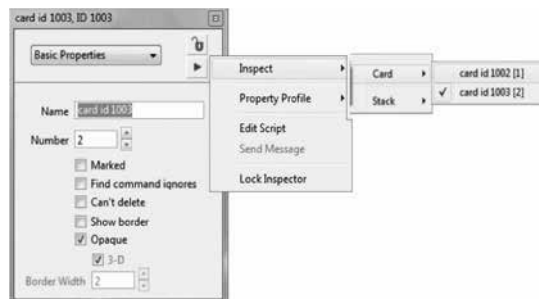 card id 1003, ID 1003
Basic Properties
Name card id 1003
Number 2
Marked
Find command ignores
Can't delete
Show border
Opaque
3-D
Border Width 2
Inspect
Property Profile
Edit Script
Send Message
Lock Inspector
Card
Stack
card id 1002 [1]
card id 1003 [2]